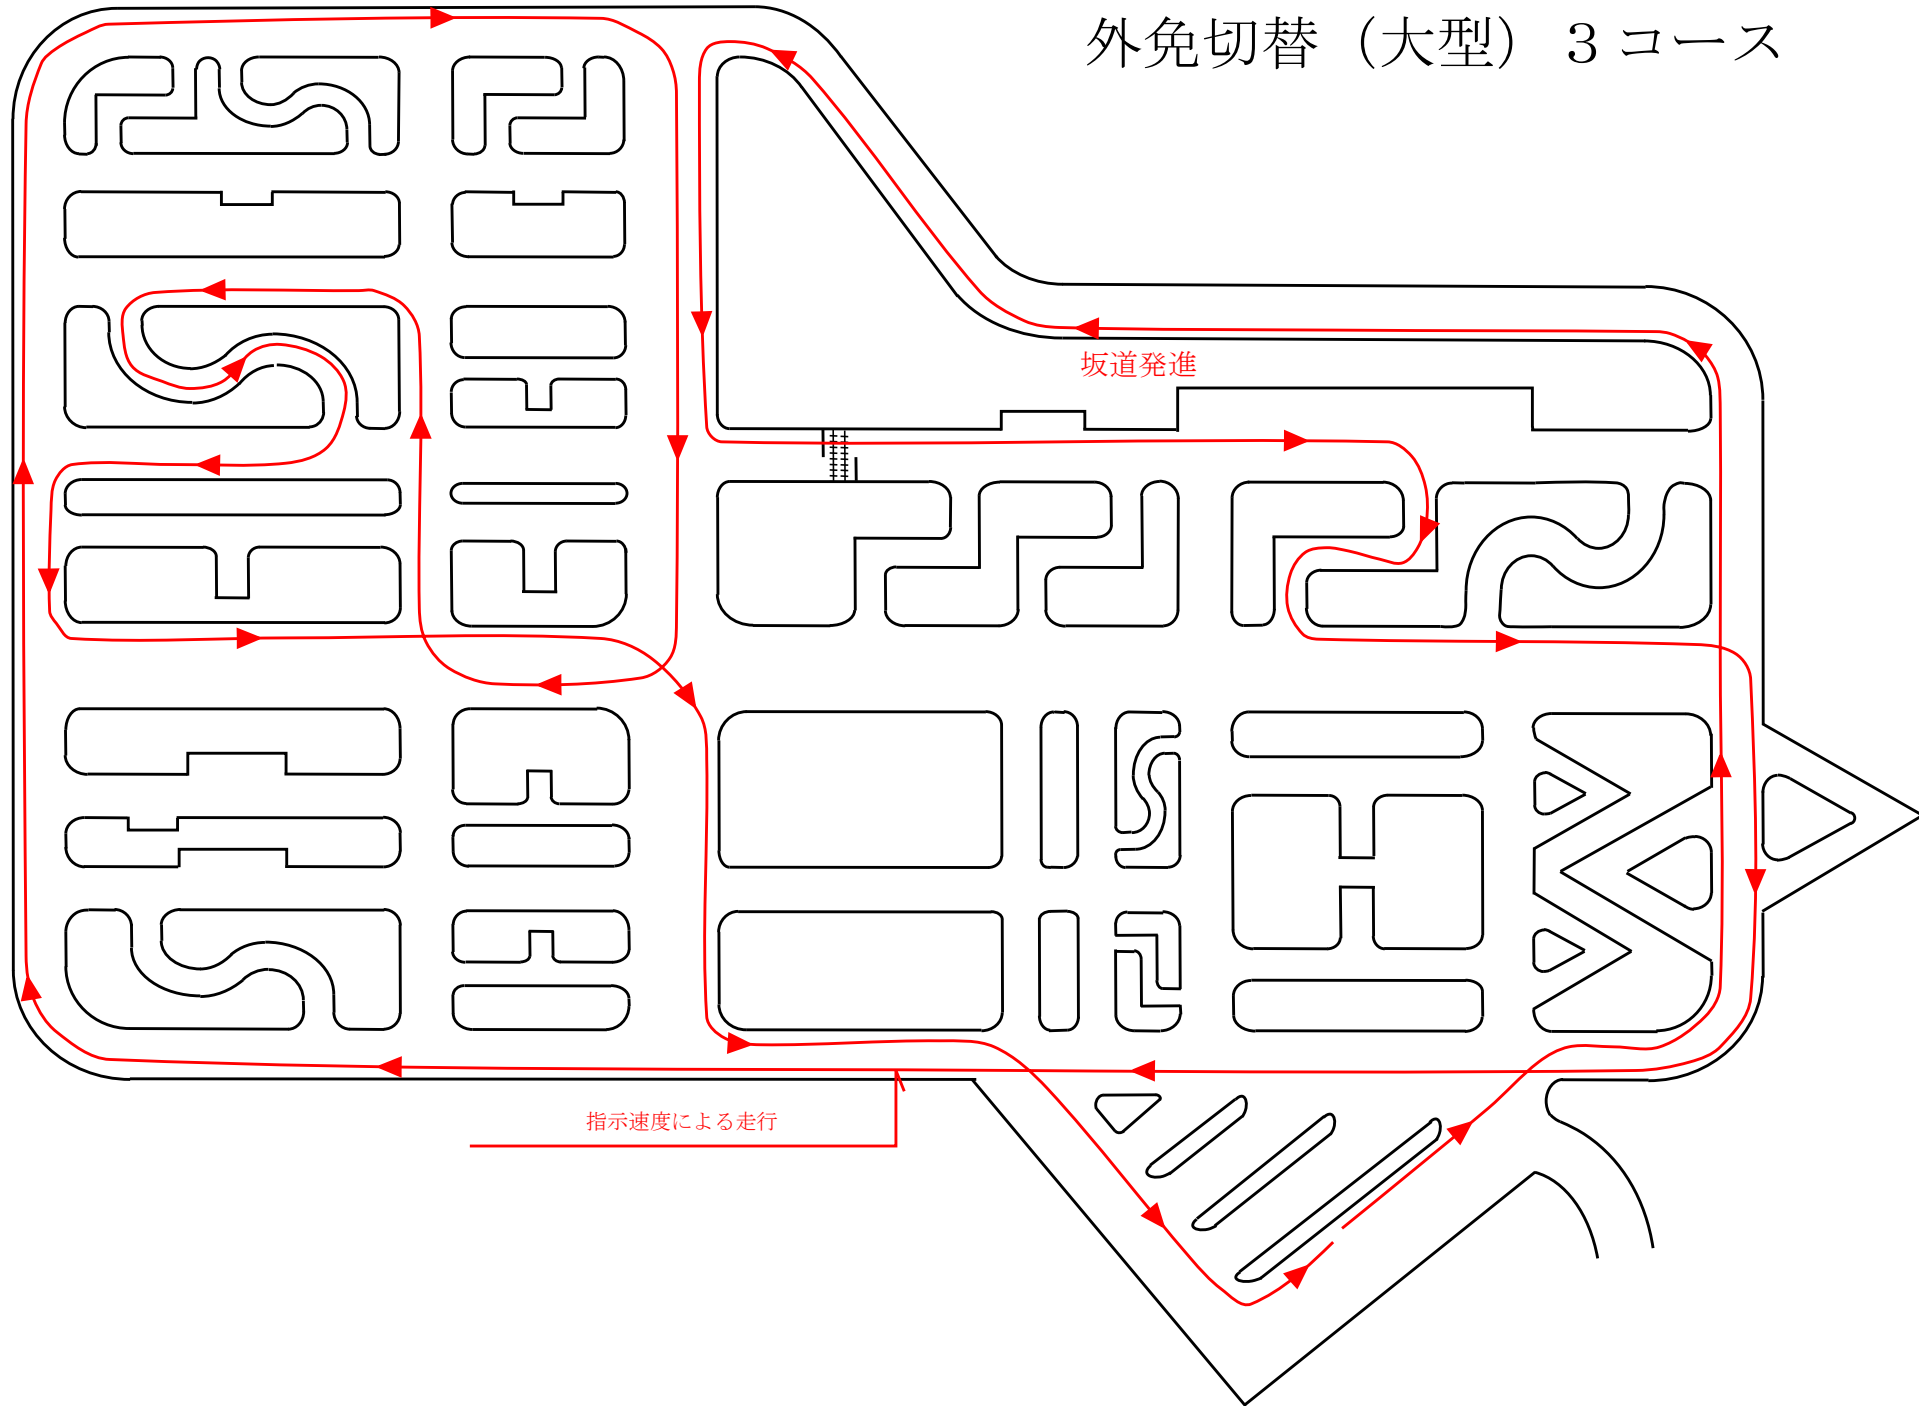 外免切替（大型）３コース
坂道発進
指示速度による走行